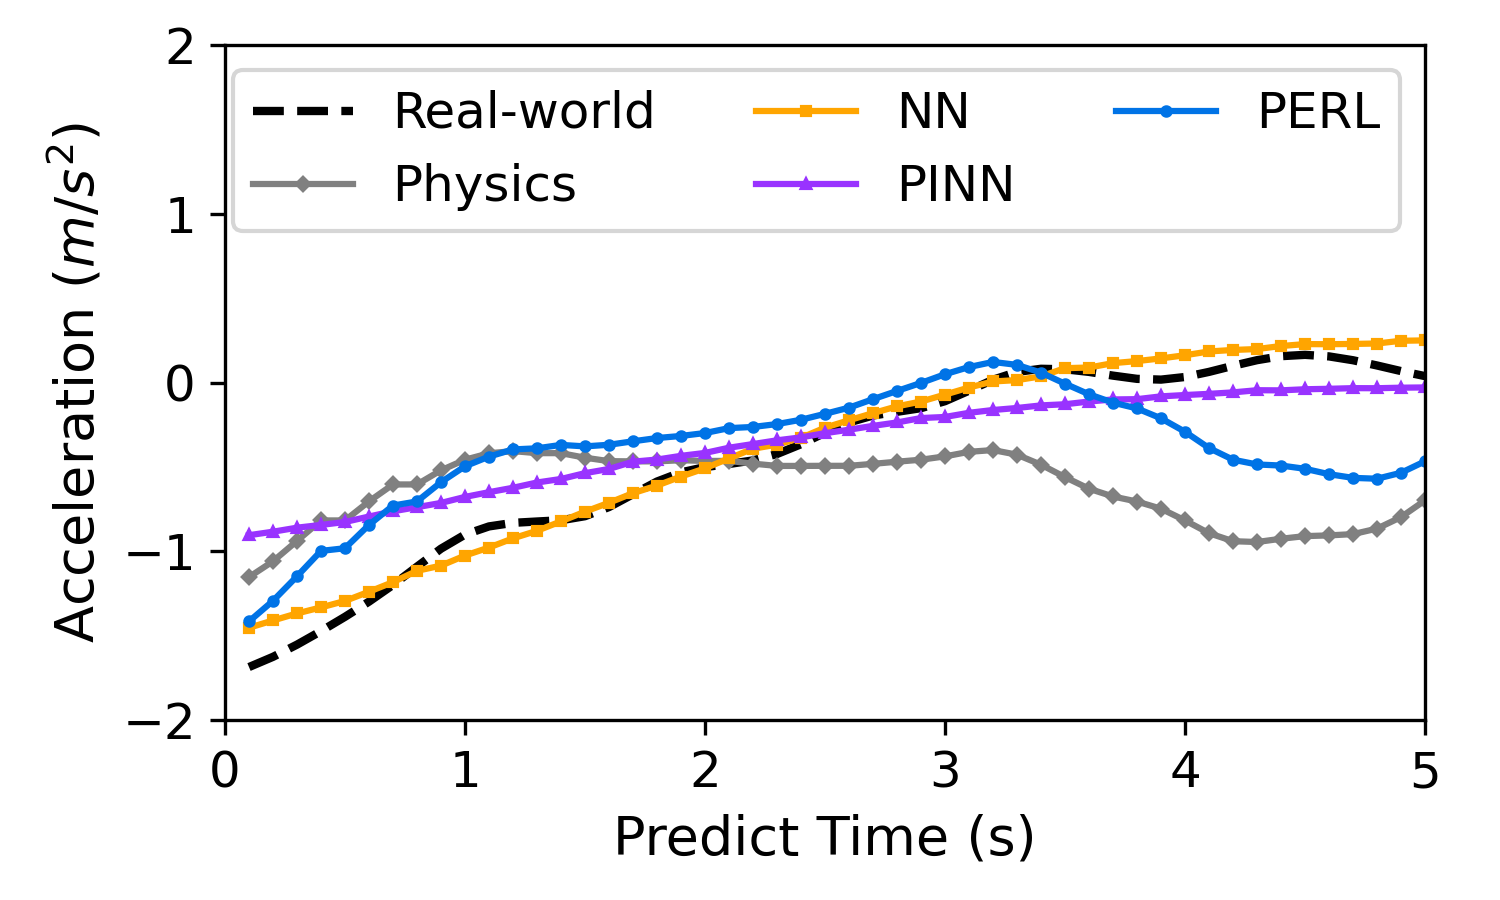 2
1
0
−1
−2
Acceleration (m/s²)
Real-world
Physics
NN
PINN
PERL
0 1 2 3 4 5
Predict Time (s)